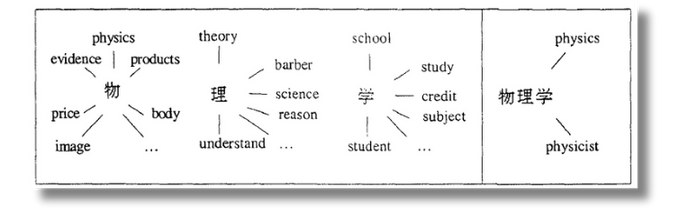 physics
evidence
products
物
price
body
image
...
theory
barber
理
science
reason
understand
...
school
study
学
credit
subject
student
...
physics
物理学
physicist